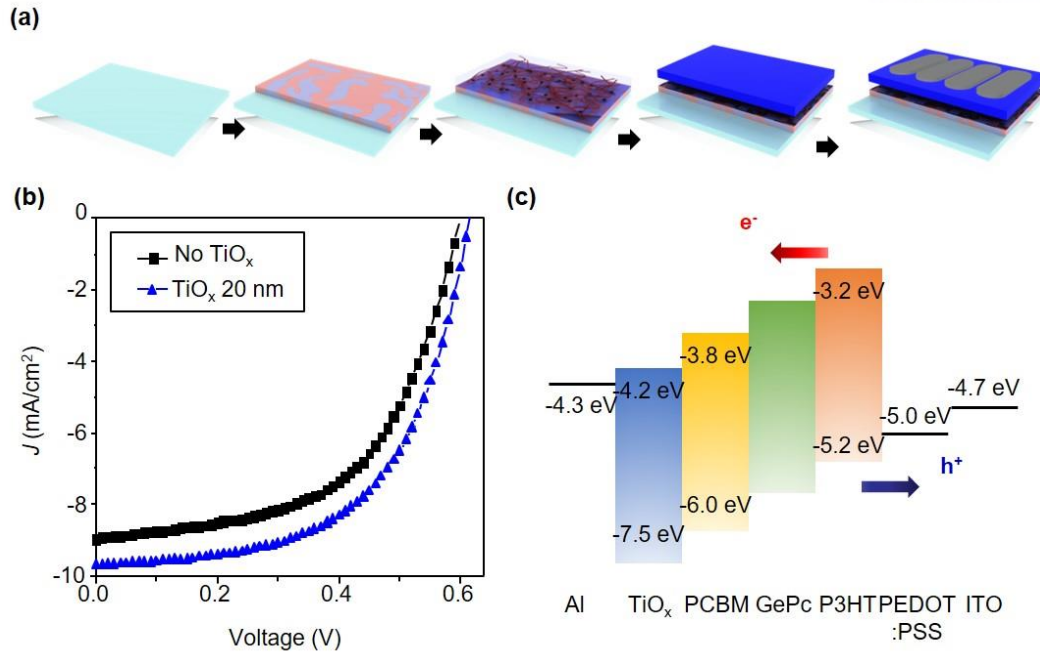 (a)
(b)
0
-2
-4
-6
-8
-10
J (mA/cm²)
No TiOₓ
TiOₓ 20 nm
0.0 0.2 0.4 0.6
Voltage (V)
(c)
e⁻
-3.2 eV
-3.8 eV
-4.2 eV
-4.3 eV
-4.7 eV
-5.0 eV
-5.2 eV
h⁺
-6.0 eV
-7.5 eV
Al TiOₓ PCBM GePc P3HT PEDOT ITO
:PSS